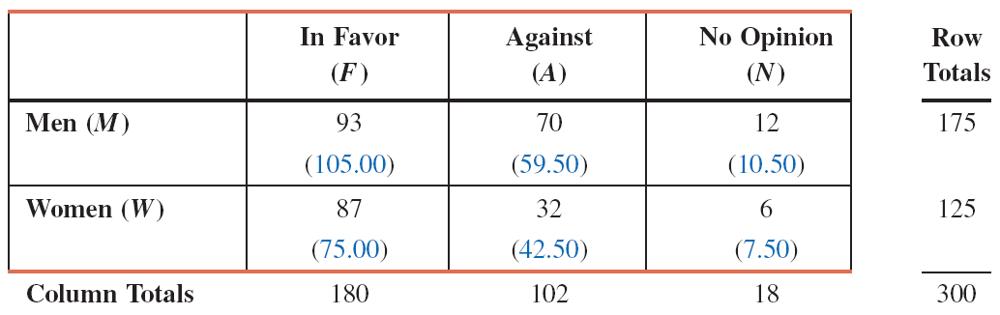 In Favor Against No Opinion Row
(F) (A) (N) Totals
Men (M) 93 70 12 175
(105.00) (59.50) (10.50)
Women (W) 87 32 6 125
(75.00) (42.50) (7.50)
Column Totals 180 102 18 300